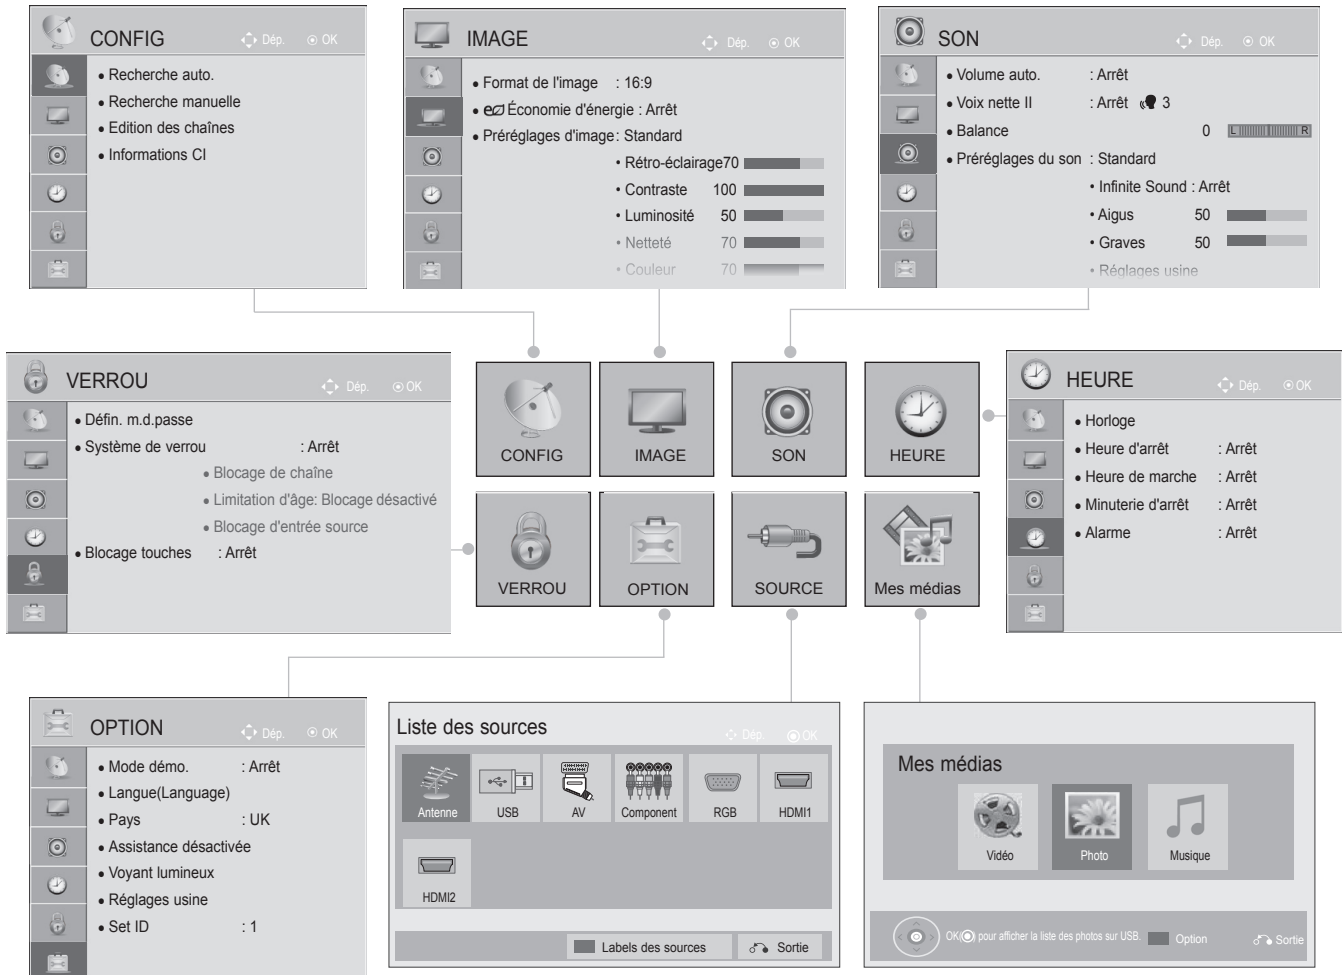 CONFIG
Dép. OK
• Recherche auto.
• Recherche manuelle
• Edition des chaînes
• Informations CI
IMAGE
Dép. OK
• Format de l'image : 16:9
• Économie d'énergie : Arrêt
• Préréglages d'image: Standard
• Rétro-éclairage70
• Contraste 100
• Luminosité 50
• Netteté 70
• Couleur 70
SON
Dép. OK
• Volume auto. : Arrêt
• Voix nette II : Arrêt 3
• Balance 0 L R
• Préréglages du son : Standard
• Infinite Sound : Arrêt
• Aigus 50
• Graves 50
• Réglages usine
VERROU
Dép. OK
• Défin. m.d.passe
• Système de verrou : Arrêt
• Blocage de chaîne
• Limitation d'âge: Blocage désactivé
• Blocage d'entrée source
• Blocage touches : Arrêt
CONFIG
IMAGE
SON
HEURE
VERROU
OPTION
SOURCE
Mes médias
HEURE
Dép. OK
• Horloge
• Heure d'arrêt : Arrêt
• Heure de marche : Arrêt
• Minuterie d'arrêt : Arrêt
• Alarme : Arrêt
OPTION
Dép. OK
• Mode démo. : Arrêt
• Langue(Language)
• Pays : UK
• Assistance désactivée
• Voyant lumineux
• Réglages usine
• Set ID : 1
Liste des sources
Dép. OK
Antenne
USB
AV
Component
RGB
HDMI1
HDMI2
Labels des sources
Sortie
Mes médias
Vidéo
Photo
Musique
OK( ) pour afficher la liste des photos sur USB.
Option
Sortie